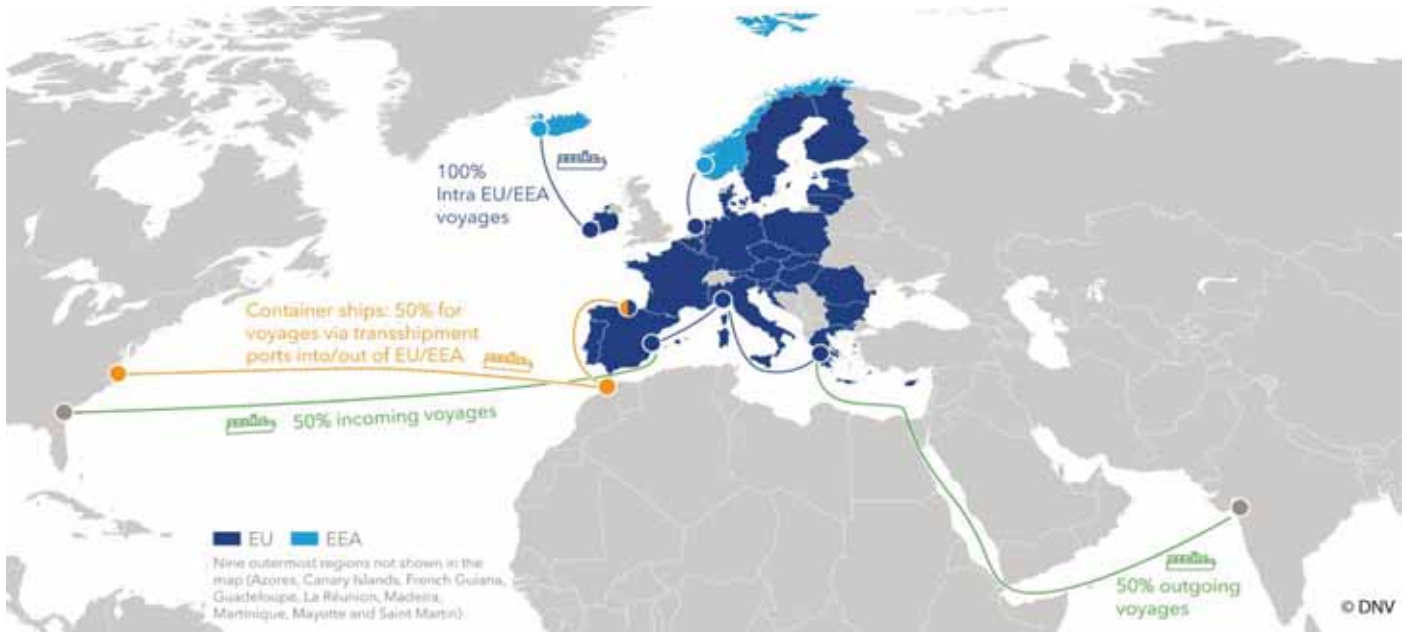 100%
Intra EU/EEA
voyages
Container ships: 50% for
voyages via transshipment
ports into/out of EU/EEA
50% incoming voyages
EU
EEA
Nine outermost regions not shown in the
map (Azores, Canary Islands, French Guiana,
Guadeloupe, La Réunion, Madeira,
Martinique, Mayotte and Saint Martin)
50% outgoing
voyages
© DNV